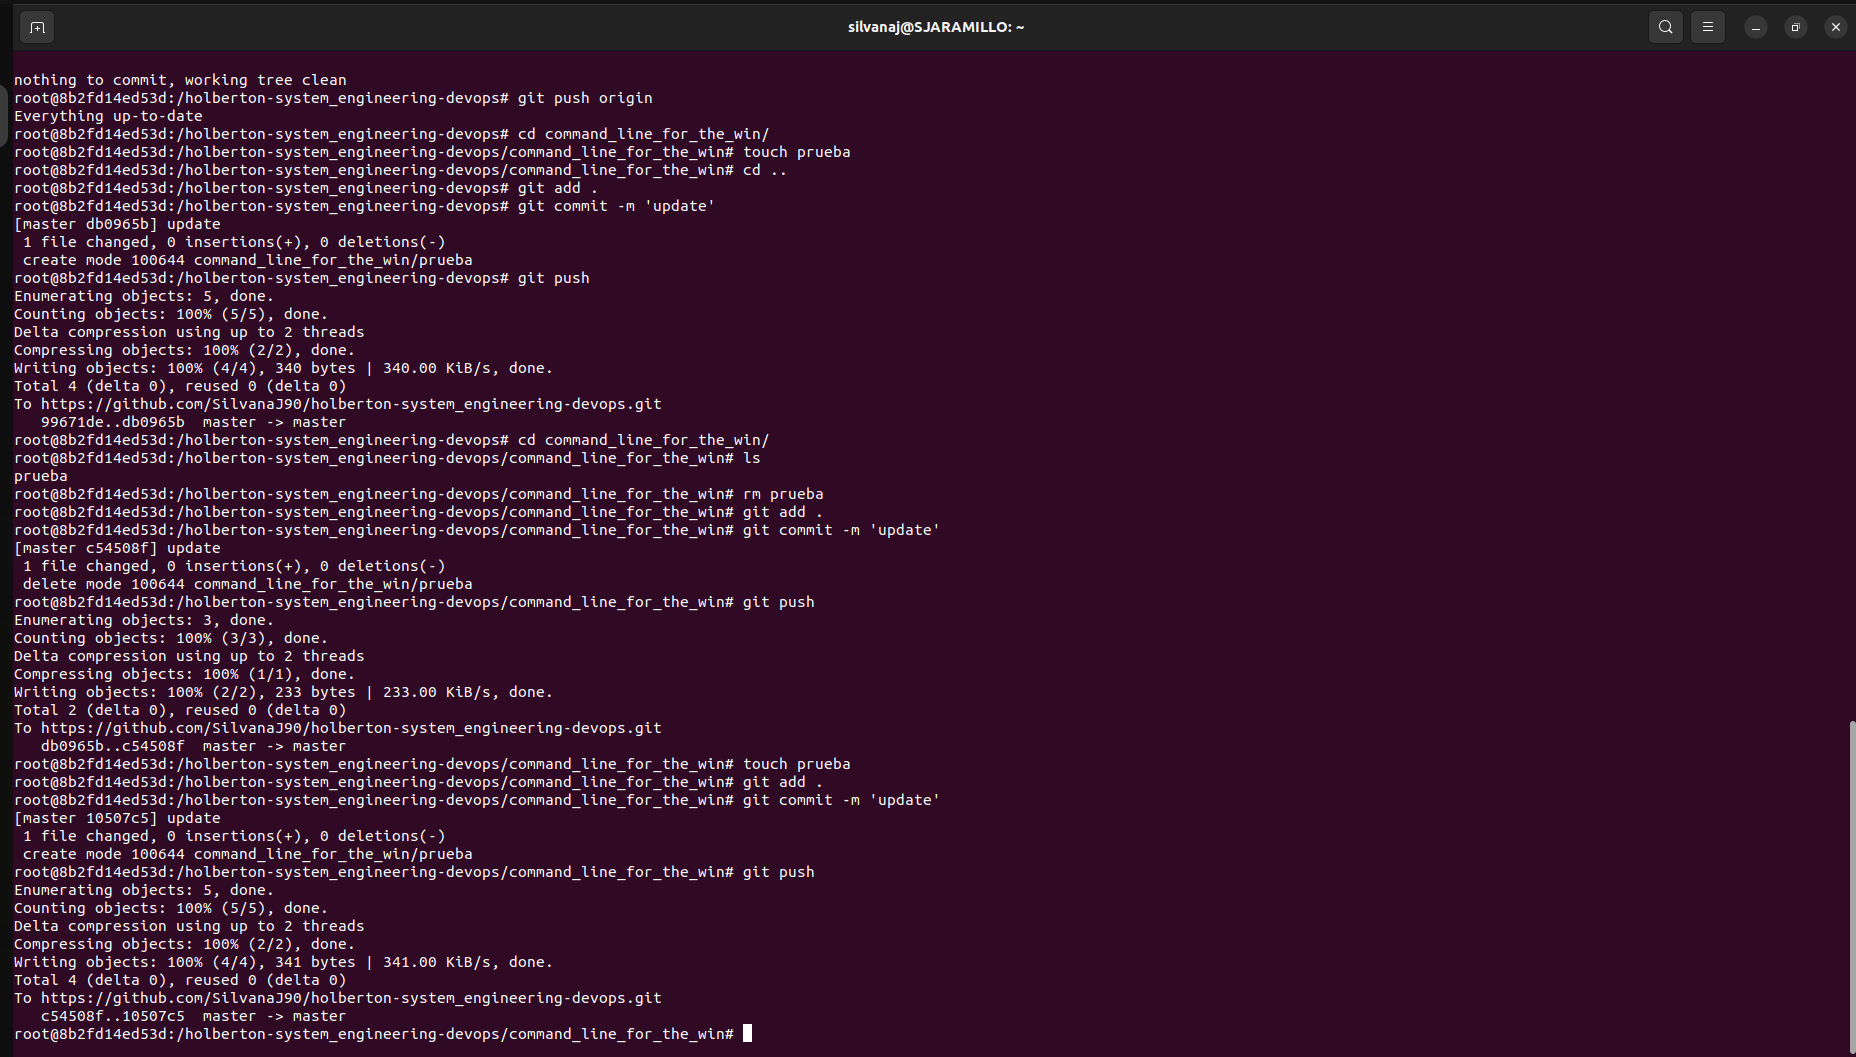 silvanaj@SJARAMILLO: ~
nothing to commit, working tree clean
root@8b2fd14ed53d:/holberton-system_engineering-devops# git push origin
Everything up-to-date
root@8b2fd14ed53d:/holberton-system_engineering-devops# cd command_line_for_the_win/
root@8b2fd14ed53d:/holberton-system_engineering-devops/command_line_for_the_win# touch prueba
root@8b2fd14ed53d:/holberton-system_engineering-devops/command_line_for_the_win# cd ..
root@8b2fd14ed53d:/holberton-system_engineering-devops# git add .
root@8b2fd14ed53d:/holberton-system_engineering-devops# git commit -m 'update'
[master db0965b] update
 1 file changed, 0 insertions(+), 0 deletions(-)
 create mode 100644 command_line_for_the_win/prueba
root@8b2fd14ed53d:/holberton-system_engineering-devops# git push
Enumerating objects: 5, done.
Counting objects: 100% (5/5), done.
Delta compression using up to 2 threads
Compressing objects: 100% (2/2), done.
Writing objects: 100% (4/4), 340 bytes | 340.00 KiB/s, done.
Total 4 (delta 0), reused 0 (delta 0)
To https://github.com/SilvanaJ90/holberton-system_engineering-devops.git
   99671de..db0965b  master -> master
root@8b2fd14ed53d:/holberton-system_engineering-devops# cd command_line_for_the_win/
root@8b2fd14ed53d:/holberton-system_engineering-devops/command_line_for_the_win# ls
prueba
root@8b2fd14ed53d:/holberton-system_engineering-devops/command_line_for_the_win# rm prueba
root@8b2fd14ed53d:/holberton-system_engineering-devops/command_line_for_the_win# git add .
root@8b2fd14ed53d:/holberton-system_engineering-devops/command_line_for_the_win# git commit -m 'update'
[master c54508f] update
 1 file changed, 0 insertions(+), 0 deletions(-)
 delete mode 100644 command_line_for_the_win/prueba
root@8b2fd14ed53d:/holberton-system_engineering-devops/command_line_for_the_win# git push
Enumerating objects: 3, done.
Counting objects: 100% (3/3), done.
Delta compression using up to 2 threads
Compressing objects: 100% (1/1), done.
Writing objects: 100% (2/2), 233 bytes | 233.00 KiB/s, done.
Total 2 (delta 0), reused 0 (delta 0)
To https://github.com/SilvanaJ90/holberton-system_engineering-devops.git
   db0965b..c54508f  master -> master
root@8b2fd14ed53d:/holberton-system_engineering-devops/command_line_for_the_win# touch prueba
root@8b2fd14ed53d:/holberton-system_engineering-devops/command_line_for_the_win# git add .
root@8b2fd14ed53d:/holberton-system_engineering-devops/command_line_for_the_win# git commit -m 'update'
[master 10507c5] update
 1 file changed, 0 insertions(+), 0 deletions(-)
 create mode 100644 command_line_for_the_win/prueba
root@8b2fd14ed53d:/holberton-system_engineering-devops/command_line_for_the_win# git push
Enumerating objects: 5, done.
Counting objects: 100% (5/5), done.
Delta compression using up to 2 threads
Compressing objects: 100% (2/2), done.
Writing objects: 100% (4/4), 341 bytes | 341.00 KiB/s, done.
Total 4 (delta 0), reused 0 (delta 0)
To https://github.com/SilvanaJ90/holberton-system_engineering-devops.git
   c54508f..10507c5  master -> master
root@8b2fd14ed53d:/holberton-system_engineering-devops/command_line_for_the_win#